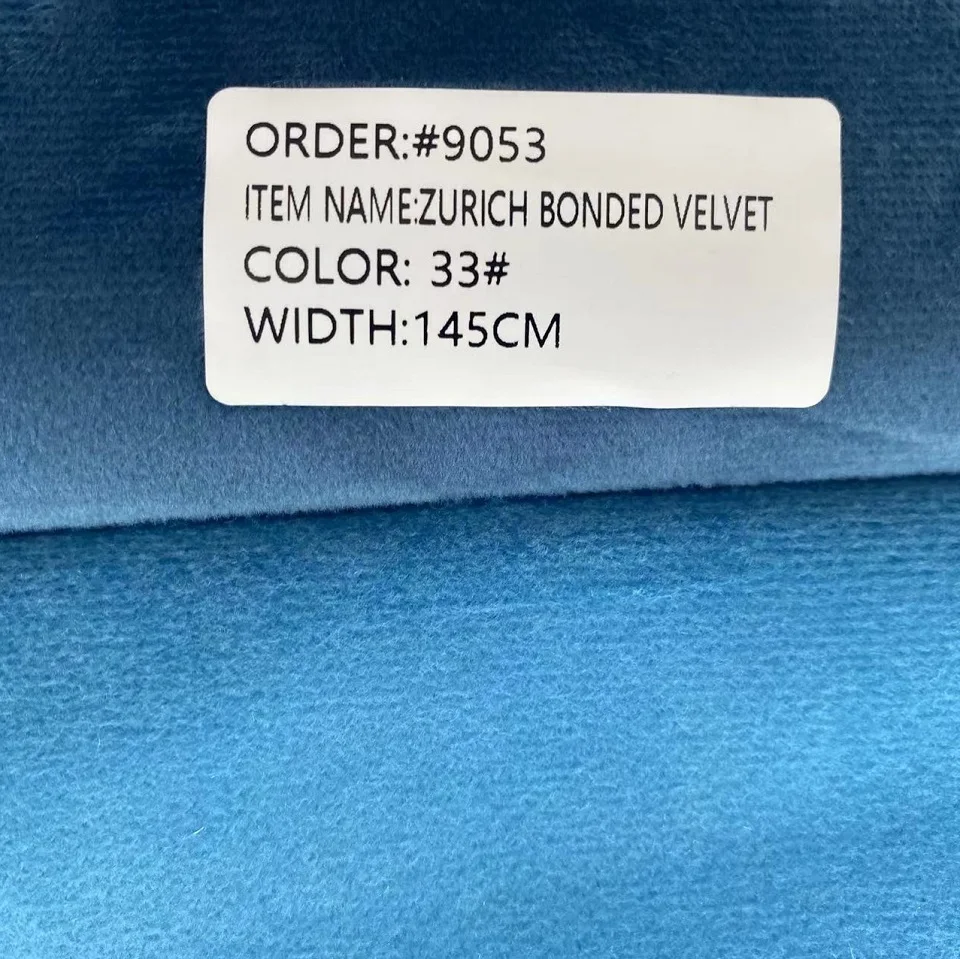 ORDER:#9053
ITEM NAME:ZURICH BONDED VELVET
COLOR: 33#
WIDTH:145CM